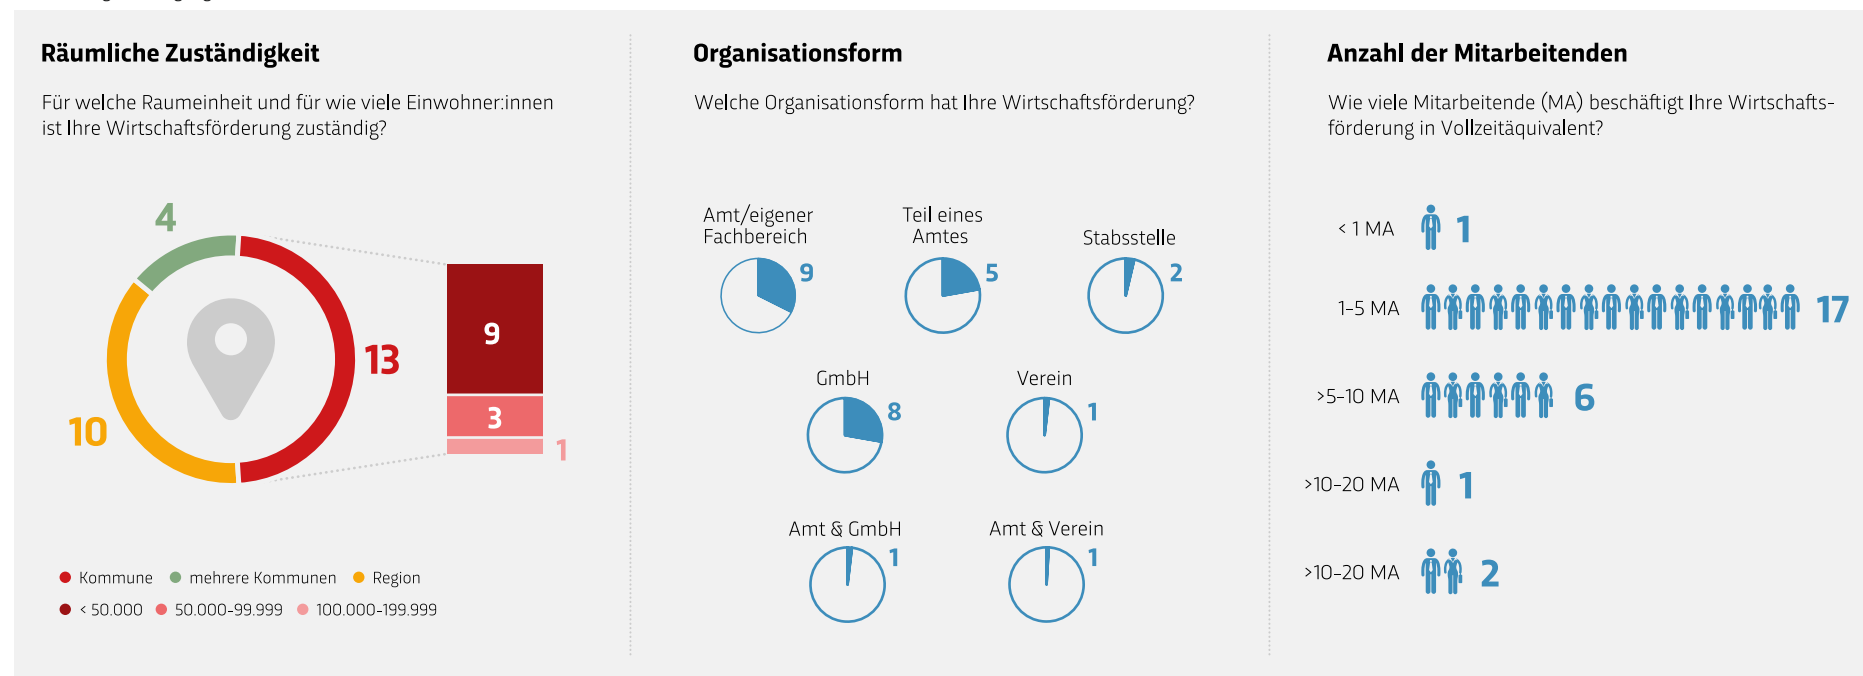 Räumliche Zuständigkeit
Für welche Raumeinheit und für wie viele Einwohner:innen
ist Ihre Wirtschaftsförderung zuständig?
4
13
10
9
3
1
Kommune mehrere Kommunen Region
< 50.000 50.000-99.999 100.000-199.999
Organisationsform
Welche Organisationsform hat Ihre Wirtschaftsförderung?
Amt/eigener
Fachbereich
9
Teil eines
Amtes
5
Stabsstelle
2
GmbH
8
Verein
1
Amt & GmbH
1
Amt & Verein
1
Anzahl der Mitarbeitenden
Wie viele Mitarbeitende (MA) beschäftigt Ihre Wirtschafts-
förderung in Vollzeitäquivalent?
< 1 MA 1
1-5 MA 17
>5-10 MA 6
>10-20 MA 1
>10-20 MA 2